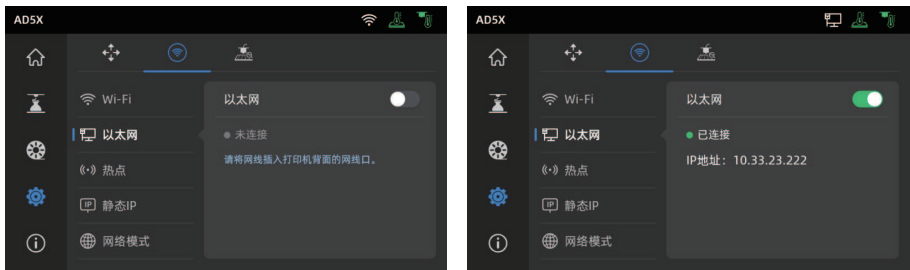 AD5X
Wi-Fi
以太网
热点
IP
静态IP
网络模式
以太网
未连接
请将网线插入打印机背面的网线口。
AD5X
Wi-Fi
以太网
热点
IP
静态IP
网络模式
以太网
已连接
IP地址：10.33.23.222